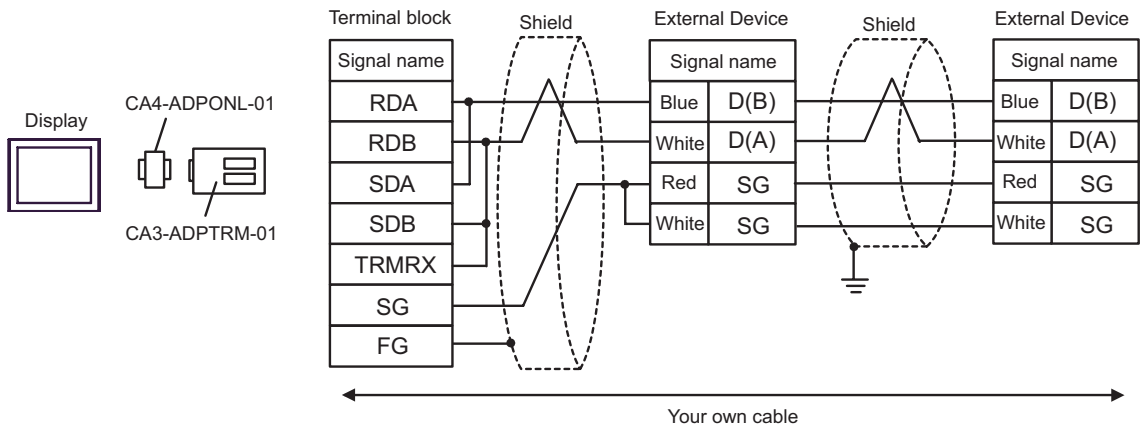 Display
CA4-ADPONL-01
CA3-ADPTRM-01
Terminal block
Signal name
RDA
RDB
SDA
SDB
TRMRX
SG
FG
Shield
External Device
Signal name
Blue D(B)
White D(A)
Red SG
White SG
Shield
External Device
Signal name
Blue D(B)
White D(A)
Red SG
White SG
Your own cable